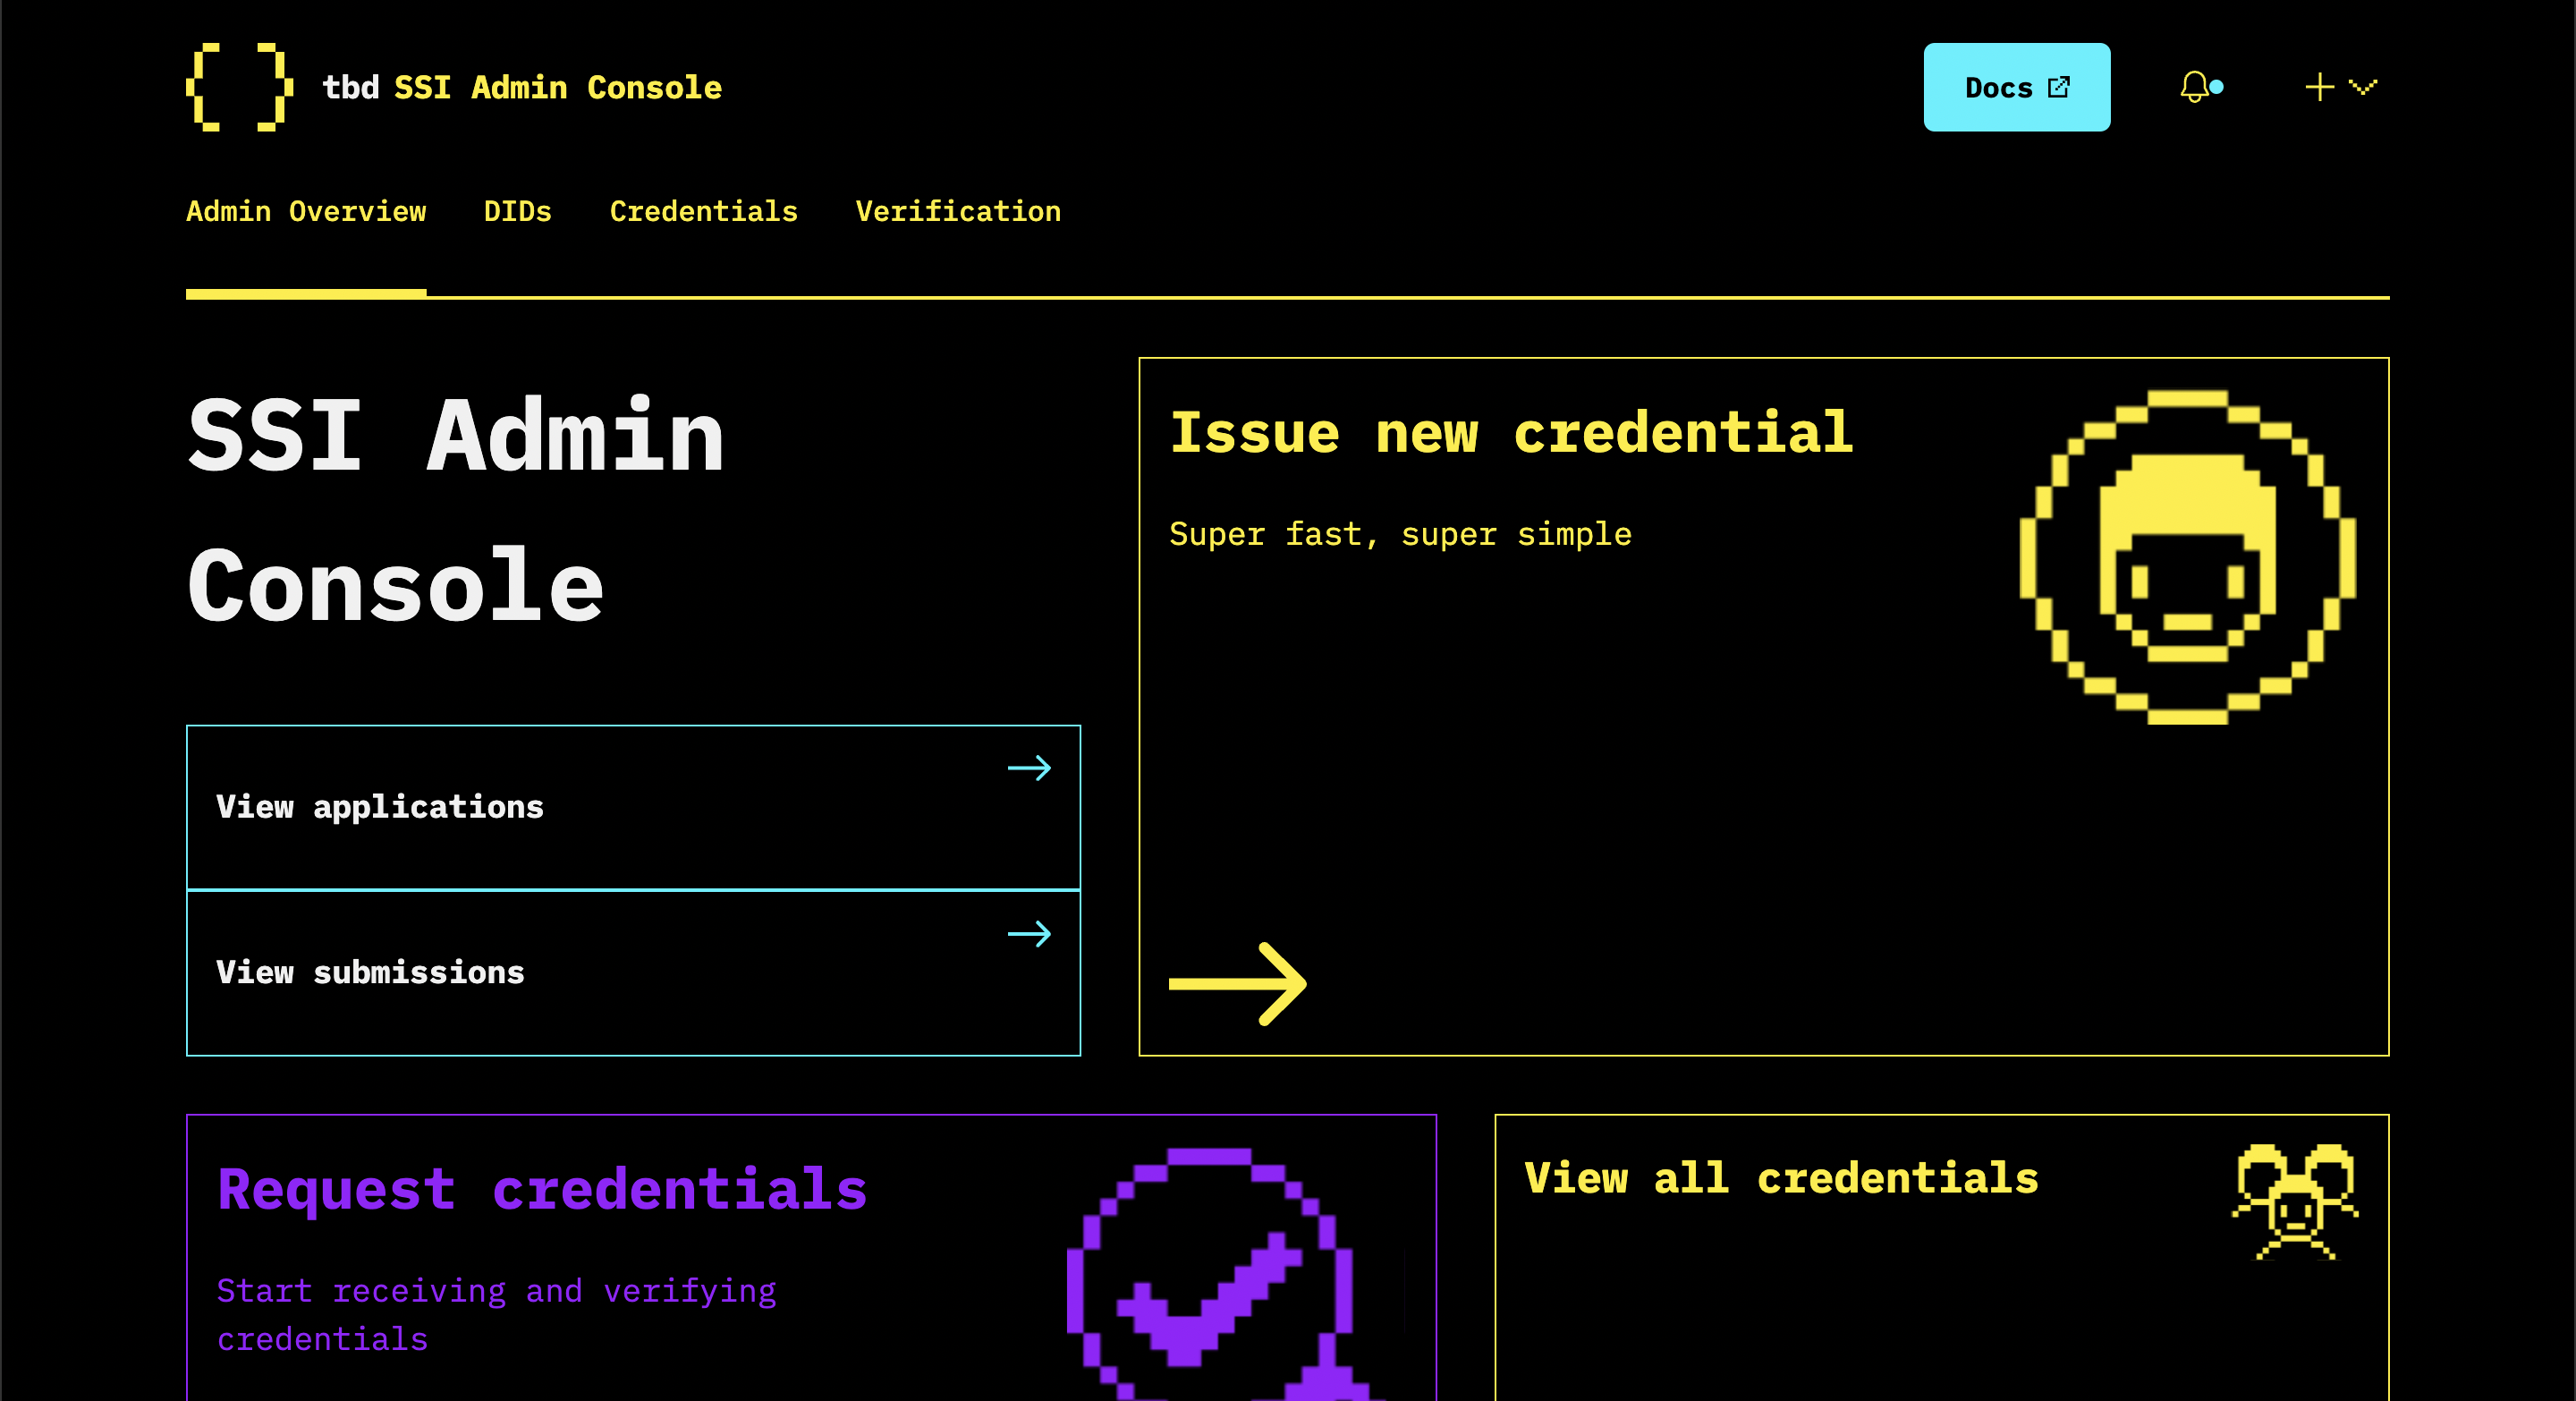 tbd SSI Admin Console
Docs
Admin Overview DIDs Credentials Verification
SSI Admin
Console
View applications
View submissions
Issue new credential
Super fast, super simple
Request credentials
Start receiving and verifying
credentials
View all credentials